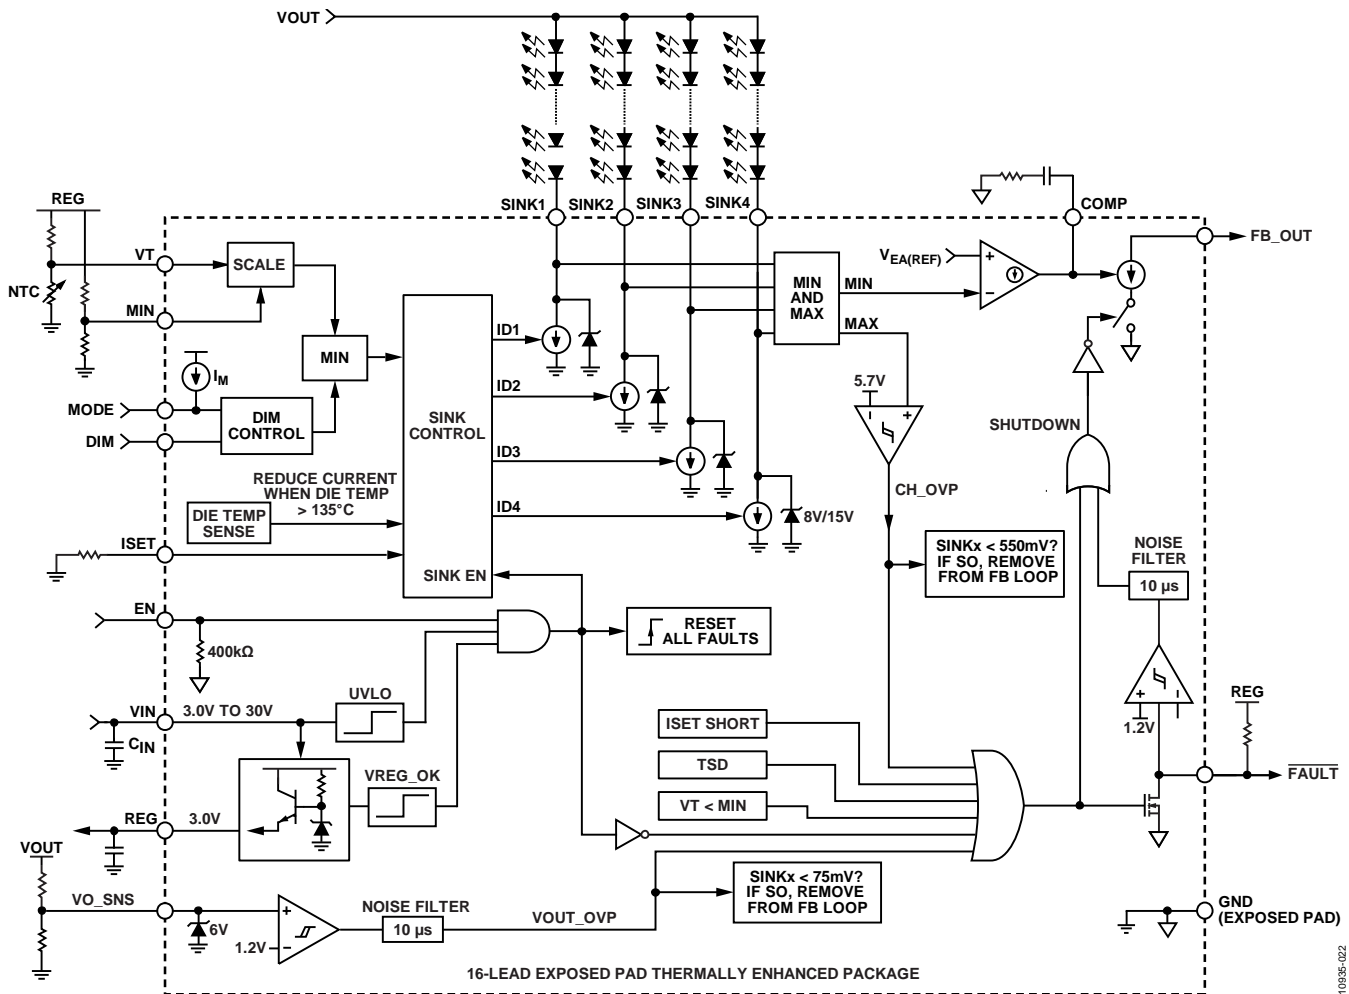 VOUT
SINK1
SINK2
SINK3
SINK4
COMP
FB_OUT
REG
VT
NTC
MIN
SCALE
MIN
IM
MODE
DIM
DIM
CONTROL
SINK
CONTROL
SINK EN
ID1
ID2
ID3
ID4
8V/15V
MIN
AND
MAX
MIN
MAX
VEA(REF)
+
–
5.7V
–
+
CH_OVP
SHUTDOWN
REDUCE CURRENT
WHEN DIE TEMP
> 135°C
DIE TEMP
SENSE
ISET
SINKx < 550mV?
IF SO, REMOVE
FROM FB LOOP
NOISE
FILTER
10 µs
EN
400kΩ
RESET
ALL FAULTS
VIN
3.0V TO 30V
CIN
UVLO
VREG_OK
REG
3.0V
ISET SHORT
TSD
VT < MIN
+
–
1.2V
REG
FAULT
VOUT
VO_SNS
6V
+
–
1.2V
NOISE FILTER
10 µs
VOUT_OVP
SINKx < 75mV?
IF SO, REMOVE
FROM FB LOOP
GND
(EXPOSED PAD)
16-LEAD EXPOSED PAD THERMALLY ENHANCED PACKAGE
10935-022